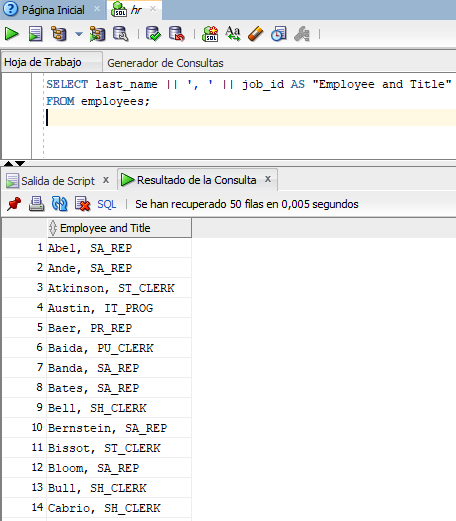 Página Inicial hr
Hoja de Trabajo Generador de Consultas
SELECT last_name || ', ' || job_id AS "Employee and Title"
FROM employees;
Salida de Script x Resultado de la Consulta x
SQL | Se han recuperado 50 filas en 0,005 segundos
Employee and Title
1 Abel, SA_REP
2 Ande, SA_REP
3 Atkinson, ST_CLERK
4 Austin, IT_PROG
5 Baer, PR_REP
6 Baida, PU_CLERK
7 Banda, SA_REP
8 Bates, SA_REP
9 Bell, SH_CLERK
10 Bernstein, SA_REP
11 Bissot, ST_CLERK
12 Bloom, SA_REP
13 Bull, SH_CLERK
14 Cabrio, SH_CLERK